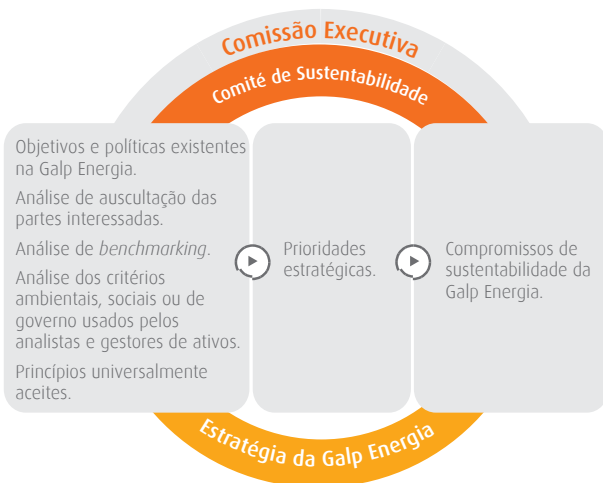 Comissão Executiva
Comité de Sustentabilidade
Objetivos e políticas existentes
na Galp Energia.
Análise de auscultação das
partes interessadas.
Análise de benchmarking.
Análise dos critérios
ambientais, sociais ou de
governo usados pelos
analistas e gestores de ativos.
Princípios universalmente
aceites.
Prioridades
estratégicas.
Compromissos de
sustentabilidade da
Galp Energia.
Estratégia da Galp Energia